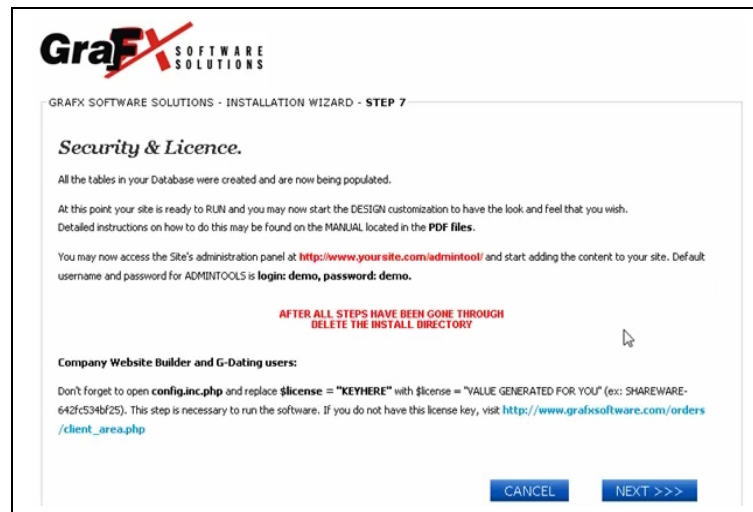 GraFX SOFTWARE
SOLUTIONS
GRAFX SOFTWARE SOLUTIONS - INSTALLATION WIZARD - STEP 7
Security & Licence.
All the tables in your Database were created and are now being populated.
At this point your site is ready to RUN and you may now start the DESIGN customization to have the look and feel that you wish.
Detailed instructions on how to do this may be found on the MANUAL located in the PDF files.
You may now access the Site's administration panel at http://www.yoursite.com/admintool/ and start adding the content to your site. Default
username and password for ADMINTOOLS is login: demo, password: demo.
AFTER ALL STEPS HAVE BEEN GONE THROUGH
DELETE THE INSTALL DIRECTORY
Company Website Builder and G-Dating users:
Don't forget to open config.inc.php and replace $license = "KEYHERE" with $license = "VALUE GENERATED FOR YOU" (ex: SHAREWARE-
642fc534bf25). This step is necessary to run the software. If you do not have this license key, visit http://www.grafxsoftware.com/orders
/client_area.php
CANCEL NEXT >>>